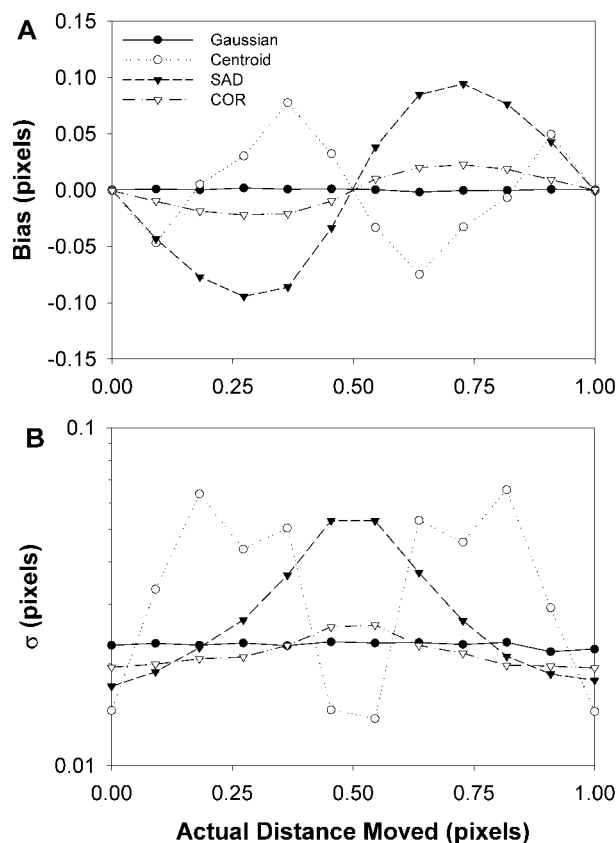 A
Gaussian
Centroid
SAD
COR
Bias (pixels)
0.15
0.10
0.05
0.00
-0.05
-0.10
-0.15
0.00 0.25 0.50 0.75 1.00
B
σ (pixels)
0.1
0.01
0.00 0.25 0.50 0.75 1.00
Actual Distance Moved (pixels)